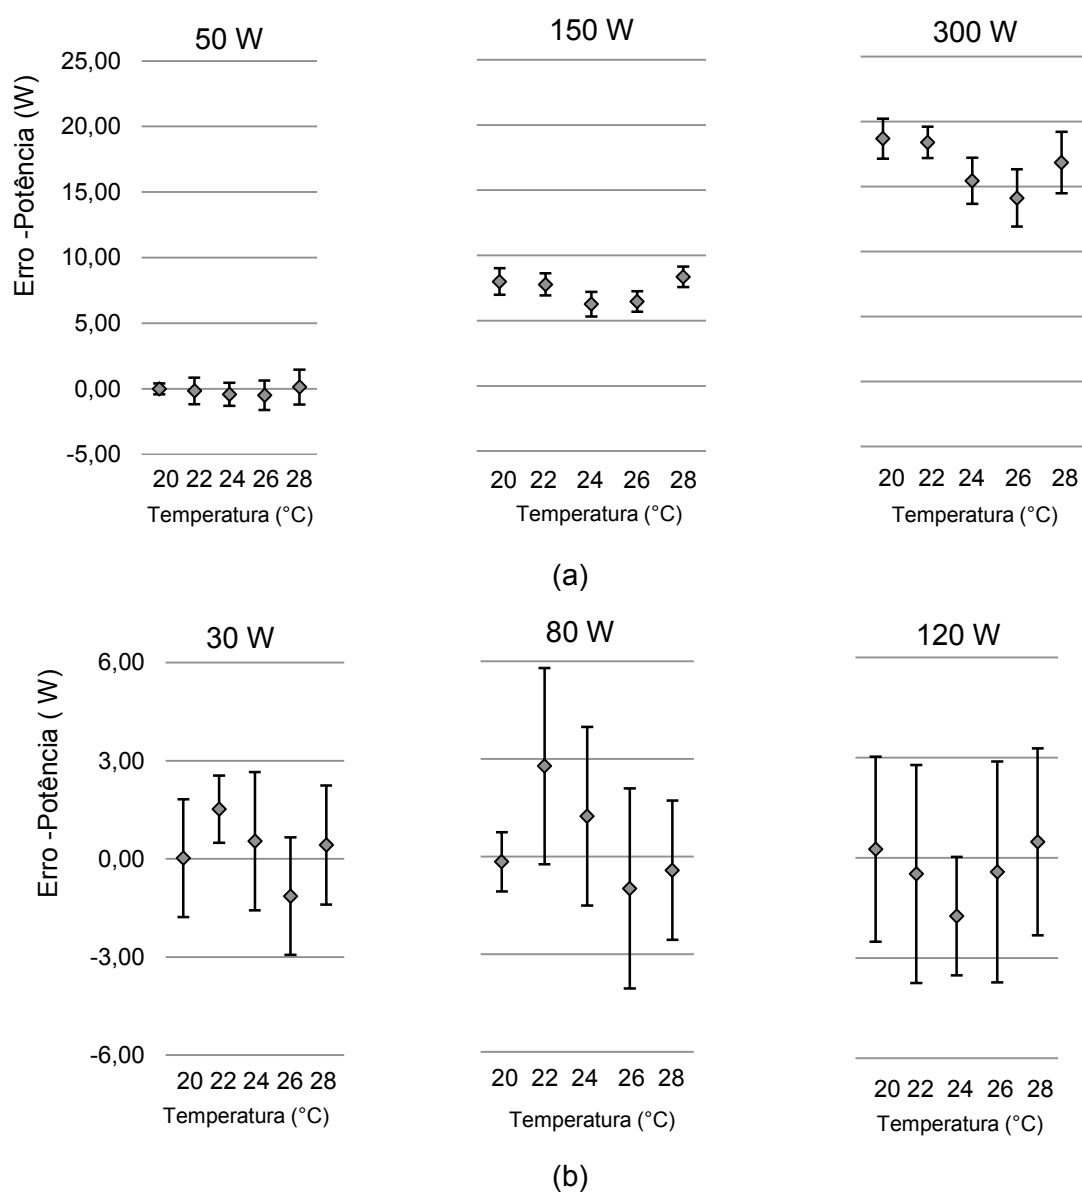 50 W
150 W
300 W
Erro -Potência (W)
25,00
20,00
15,00
10,00
5,00
0,00
-5,00
20 22 24 26 28
20 22 24 26 28
20 22 24 26 28
Temperatura (°C)
Temperatura (°C)
Temperatura (°C)
(a)
30 W
80 W
120 W
Erro -Potência ( W)
6,00
3,00
0,00
-3,00
-6,00
20 22 24 26 28
20 22 24 26 28
20 22 24 26 28
Temperatura (°C)
Temperatura (°C)
Temperatura (°C)
(b)